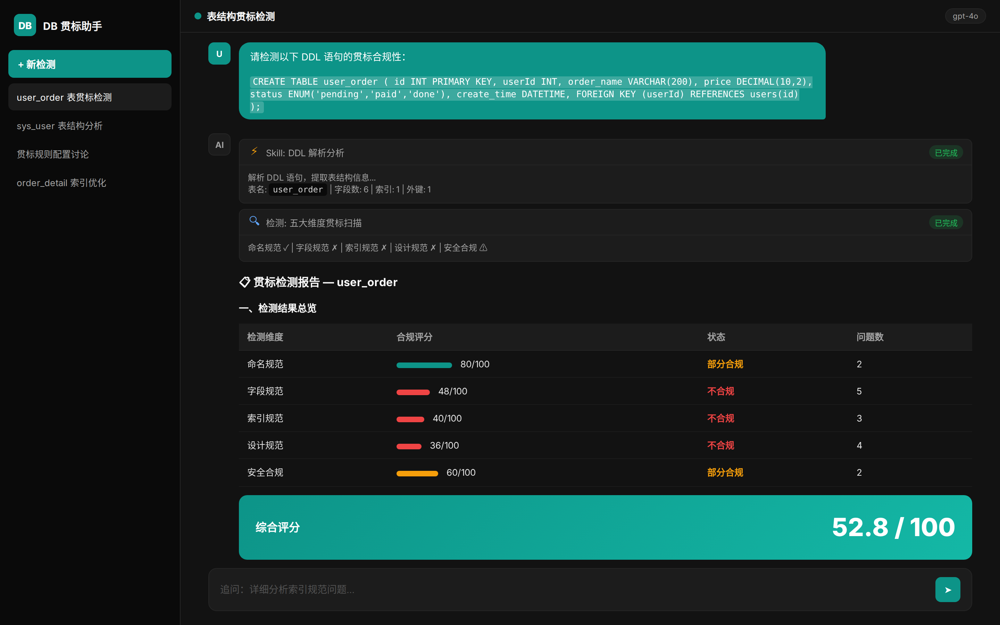 DB DB 贯标助手
+ 新检测
user_order 表贯标检测
sys_user 表结构分析
贯标规则配置讨论
order_detail 索引优化
表结构贯标检测
gpt-4o
U
请检测以下 DDL 语句的贯标合规性：
CREATE TABLE user_order ( id INT PRIMARY KEY, userId INT, order_name VARCHAR(200), price DECIMAL(10,2),
status ENUM('pending','paid','done'), create_time DATETIME, FOREIGN KEY (userId) REFERENCES users(id)
);
AI
⚡ Skill: DDL 解析分析 已完成
解析 DDL 语句，提取表结构信息...
表名: user_order | 字段数: 6 | 索引: 1 | 外键: 1
🔍 检测: 五大维度贯标扫描 已完成
命名规范 ✓ | 字段规范 ✗ | 索引规范 ✗ | 设计规范 ✗ | 安全合规 ⚠
📋 贯标检测报告 — user_order
一、检测结果总览
检测维度 合规评分 状态 问题数
命名规范 80/100 部分合规 2
字段规范 48/100 不合规 5
索引规范 40/100 不合规 3
设计规范 36/100 不合规 4
安全合规 60/100 部分合规 2
综合评分 52.8 / 100
追问：详细分析索引规范问题...
➤